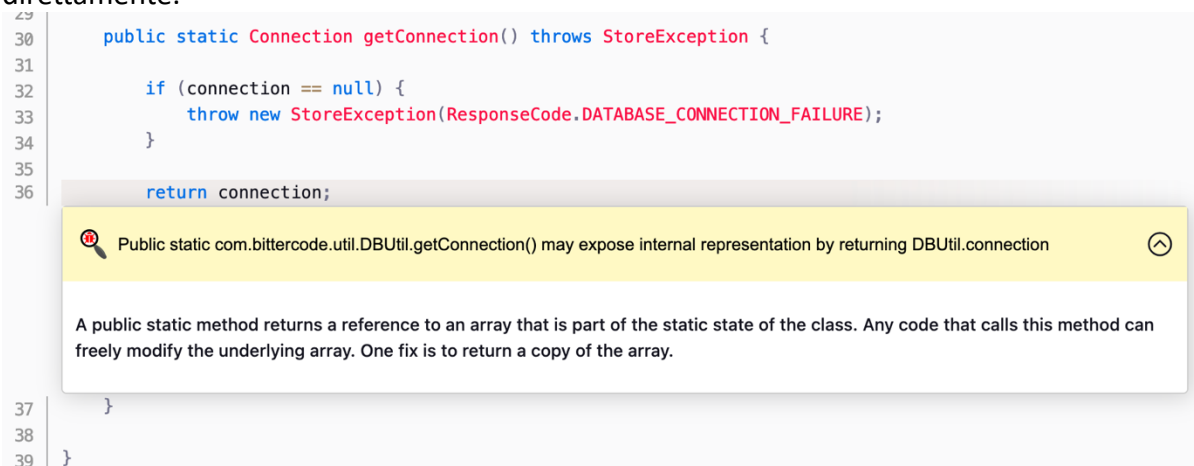 direttamente.
29
30 public static Connection getConnection() throws StoreException {
31
32 if (connection == null) {
33 throw new StoreException(ResponseCode.DATABASE_CONNECTION_FAILURE);
34 }
35
36 return connection;
Public static com.bittercode.util.DBUtil.getConnection() may expose internal representation by returning DBUtil.connection
A public static method returns a reference to an array that is part of the static state of the class. Any code that calls this method can
freely modify the underlying array. One fix is to return a copy of the array.
37 }
38
39 }